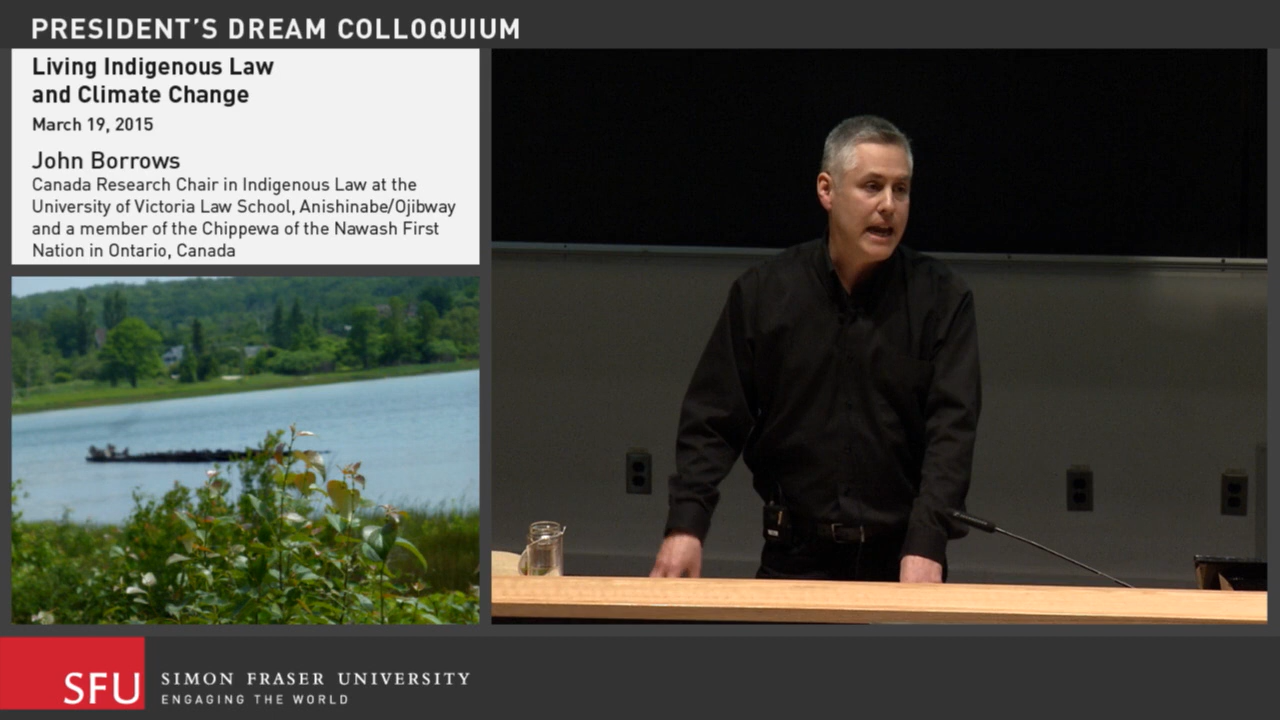 PRESIDENT'S DREAM COLLOQUIUM
Living Indigenous Law
and Climate Change
March 19, 2015
John Borrows
Canada Research Chair in Indigenous Law at the
University of Victoria Law School, Anishinabe/Ojibway
and a member of the Chippewa of the Nawash First
Nation in Ontario, Canada
SFU
SIMON FRASER UNIVERSITY
ENGAGING THE WORLD